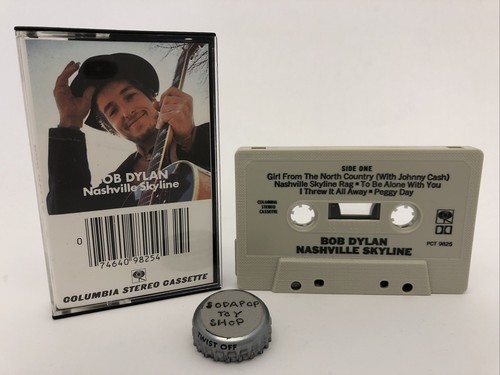 BOB DYLAN
Nashville Skyline
0
74640 98254
COLUMBIA STEREO CASSETTE
SIDE ONE
Girl From The North Country (With Johnny Cash)
Nashville Skyline Rag • To Be Alone With You
I Threw It All Away • Peggy Day
COLUMBIA
STEREO
CASSETTE
BOB DYLAN
NASHVILLE SKYLINE
PCT 9825
SODAPOP
TOY
SHOP
TWIST OFF